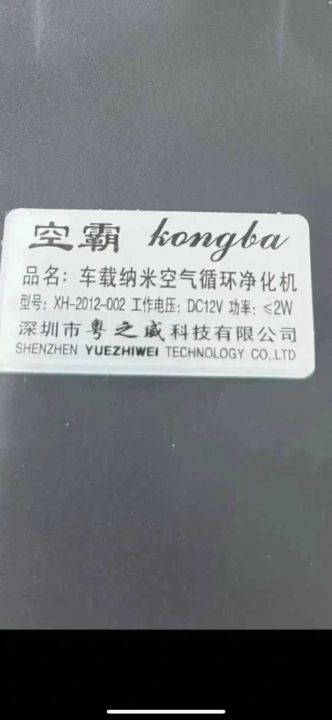 空霸 kongba
品名：车载纳米空气循环净化机
型号：XH-2012-002 工作电压：DC12V 功率：≤2W
深圳市粤之威科技有限公司
SHENZHEN YUEZHIWEI TECHNOLOGY CO,.LTD